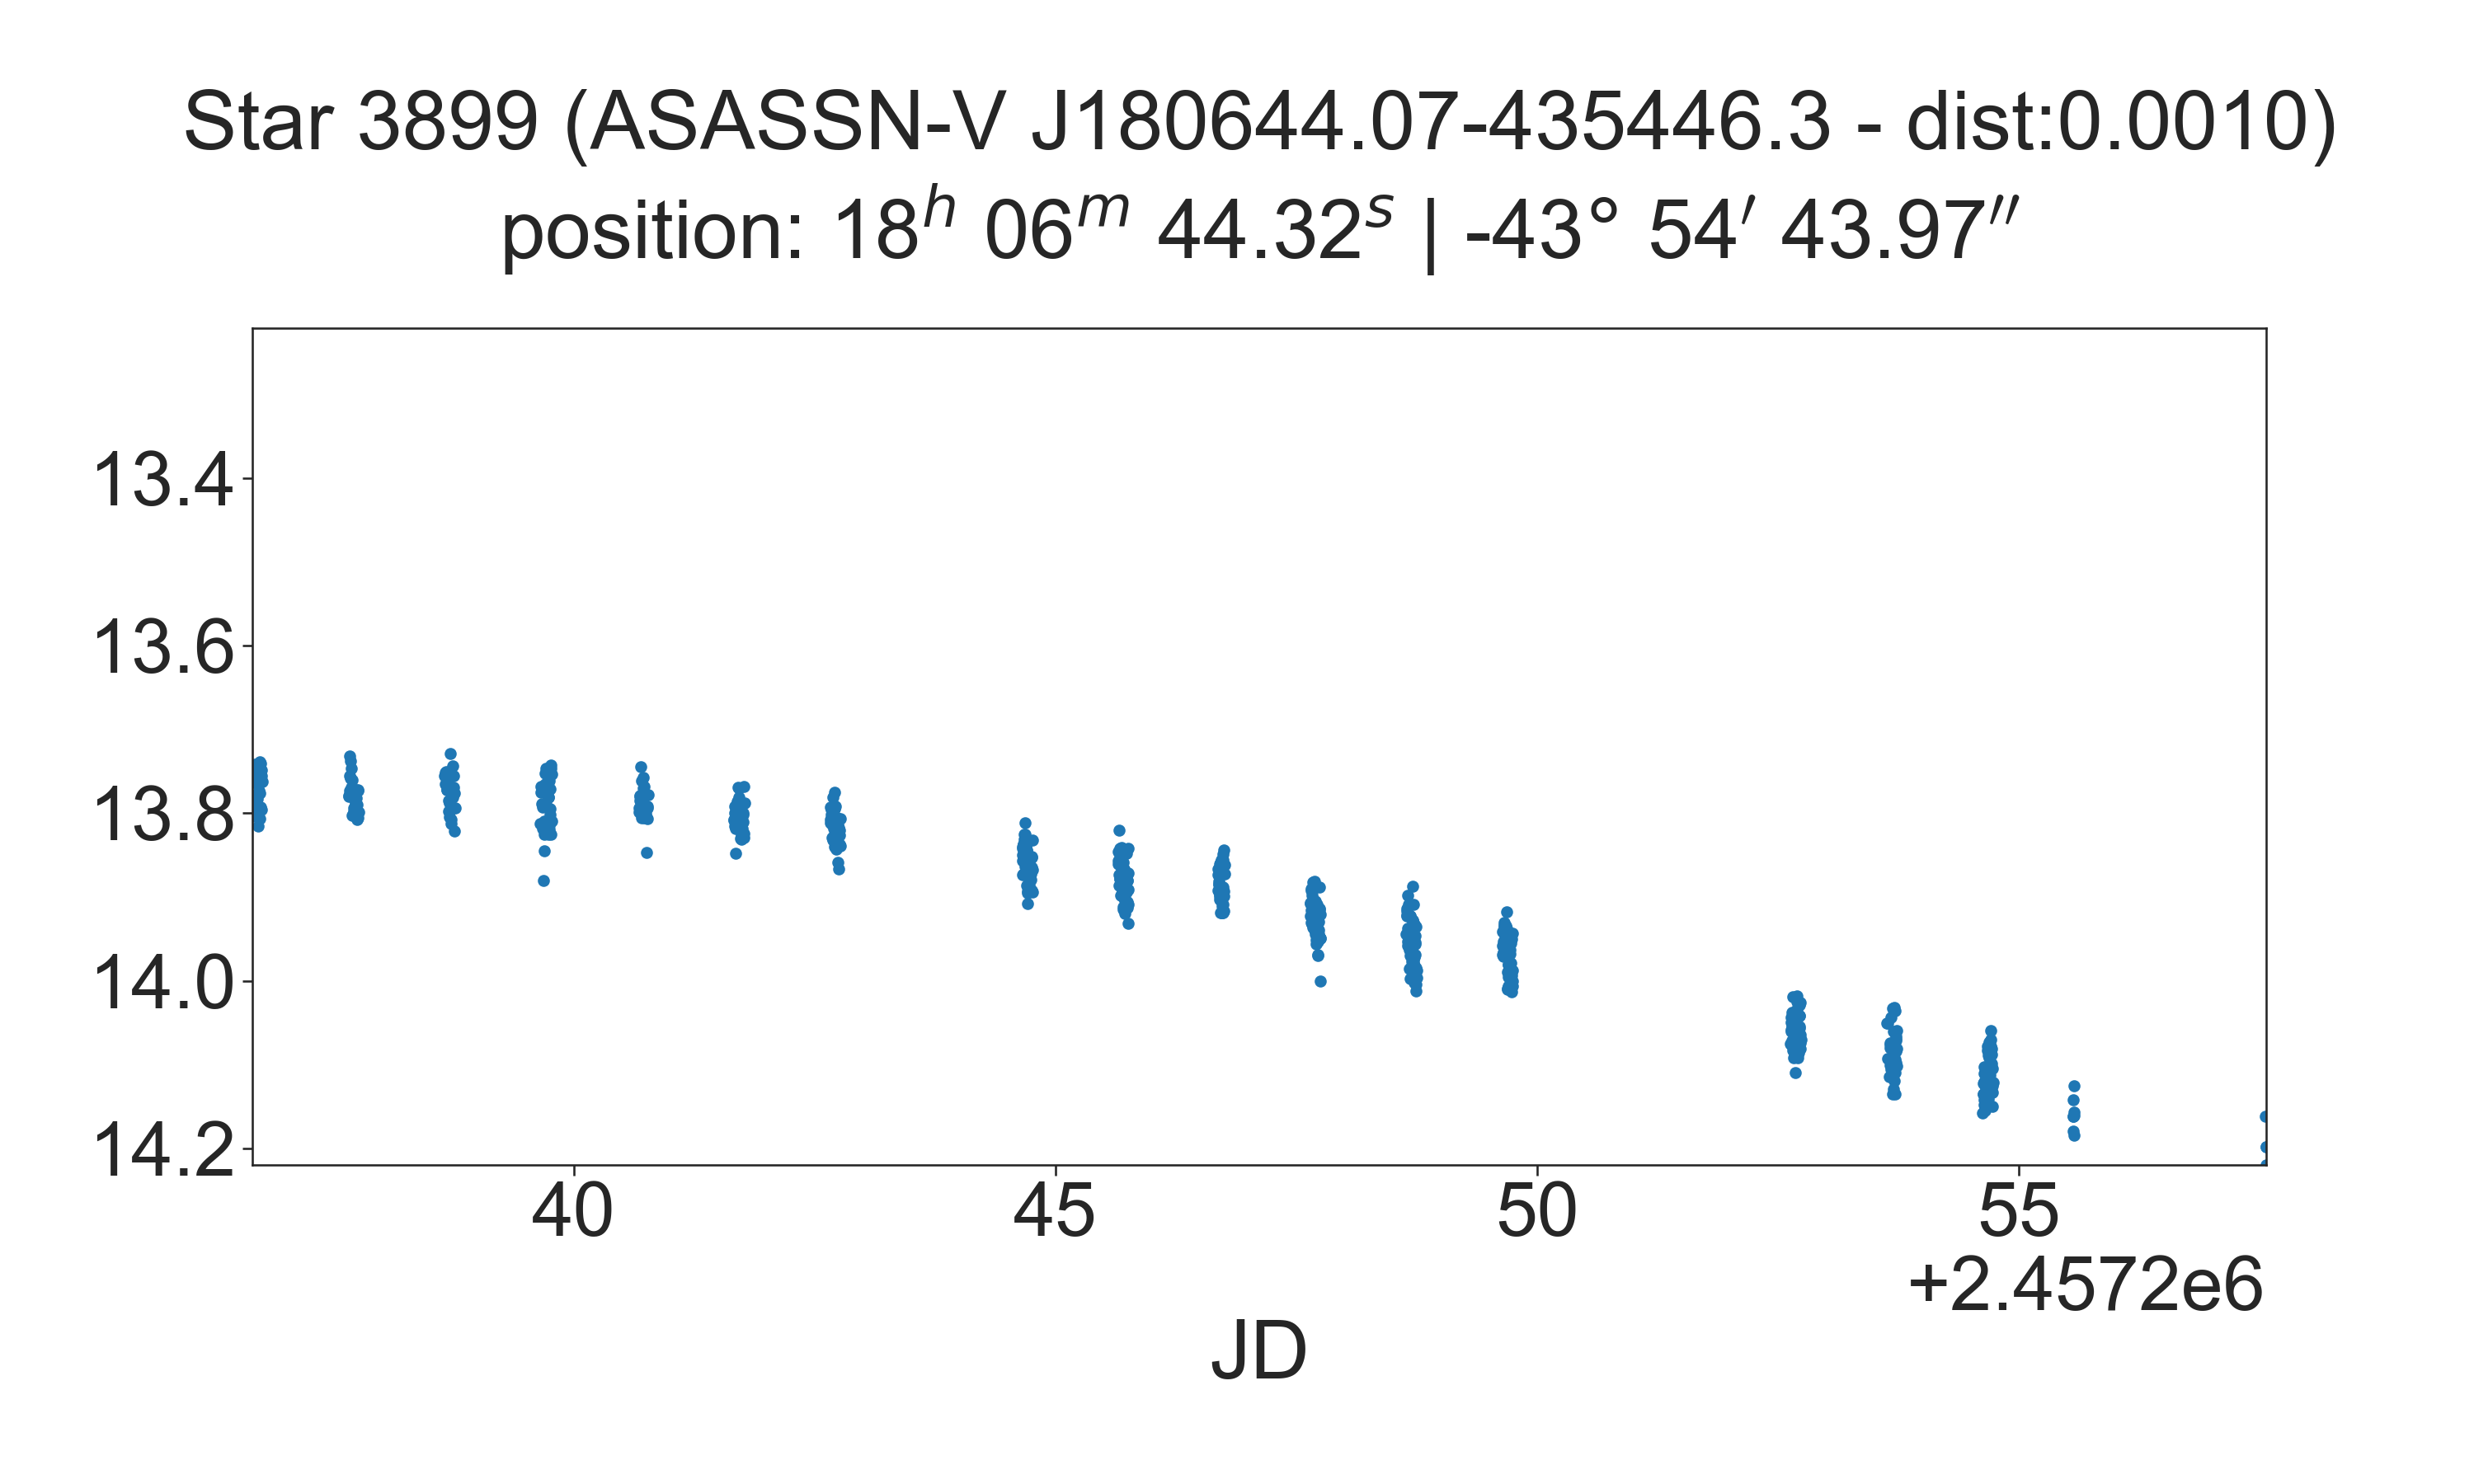 Star 3899 (ASASSN-V J180644.07-435446.3 - dist:0.0010)
position: 18h 06m 44.32s | -43° 54′ 43.97″
13.4
13.6
13.8
14.0
14.2
40 45 50 55
+2.4572e6
JD